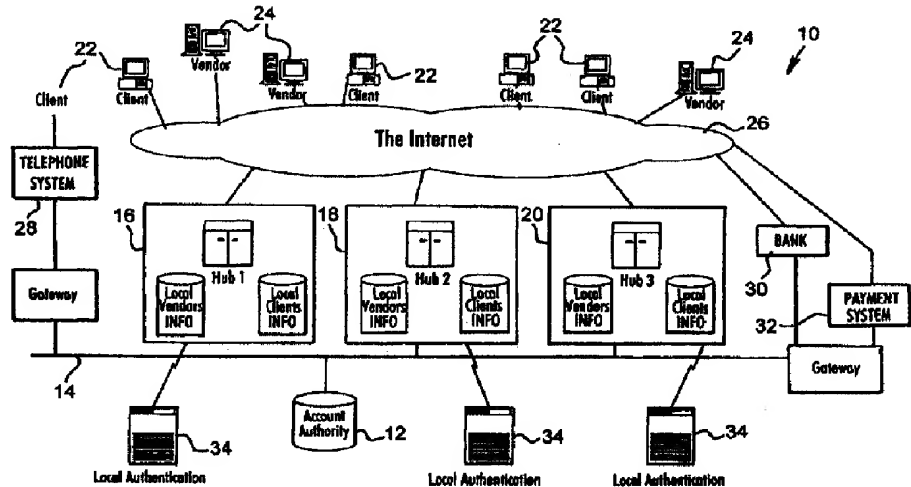 24
22
Vendor
22
24
10
22
Client
Client
Vendor
Client
Client
Client
Vendor
26
The Internet
TELEPHONE
SYSTEM
28
16
18
20
Hub 1
Hub 2
Hub 3
BANK
30
Gateway
Local
Vendors
INFO
Local
Clients
INFO
Local
Vendors
INFO
Local
Clients
INFO
Local
Vendors
INFO
Local
Clients
INFO
PAYMENT
SYSTEM
32
Gateway
14
Account
Authority
12
34
34
34
Local Authentication
Local Authentication
Local Authentication